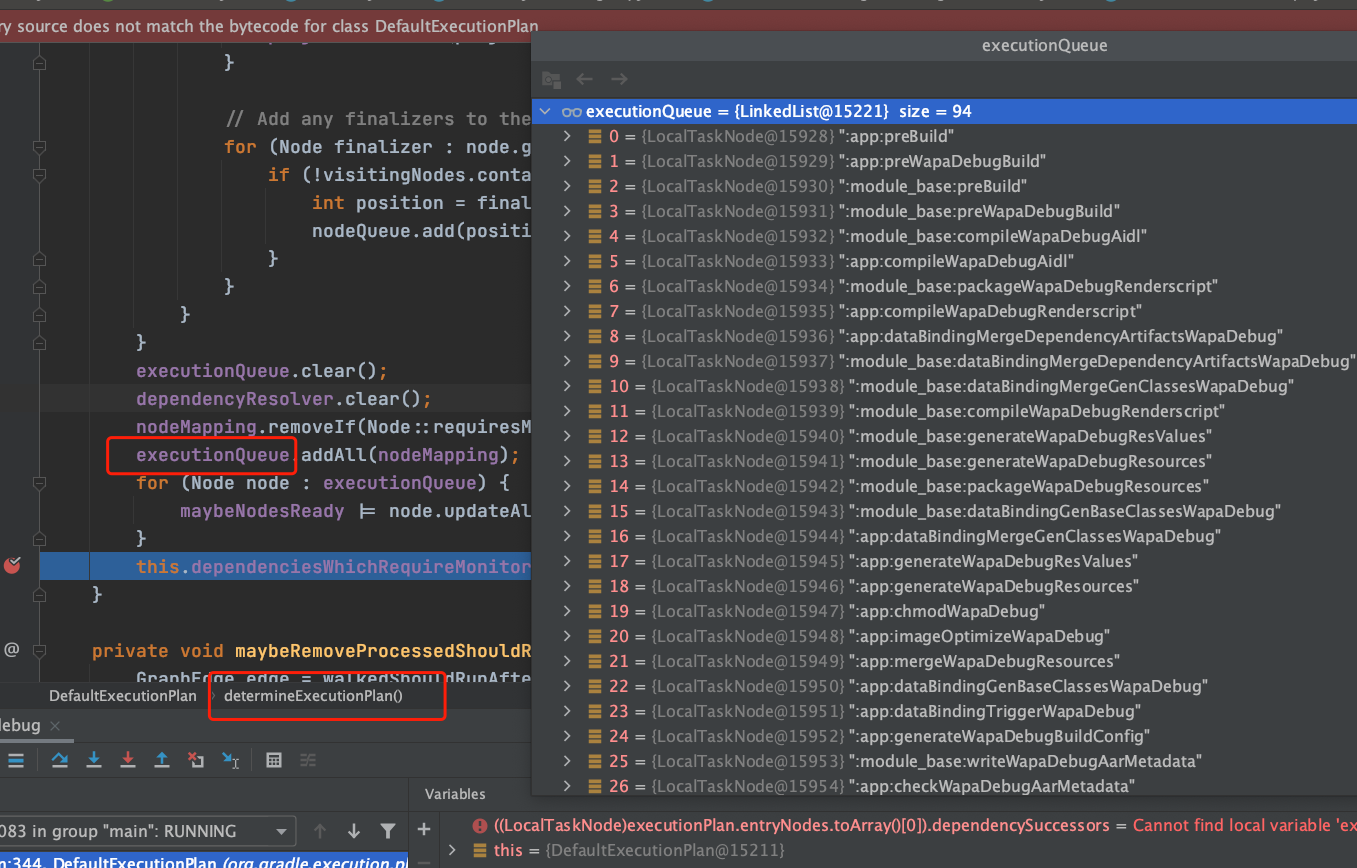 ry source does not match the bytecode for class DefaultExecutionPlan
}
// Add any finalizers to the
for (Node finalizer : node.g
if (!visitingNodes.conta
int position = final
nodeQueue.add(positi
}
}
}
}
executionQueue.clear();
dependencyResolver.clear();
nodeMapping.removeIf(Node::requiresM
executionQueue.addAll(nodeMapping);
for (Node node : executionQueue) {
maybeNodesReady |= node.updateAl
}
this.dependenciesWhichRequireMonitor
}
@ private void maybeRemoveProcessedShouldR
GraphEdge edge = walkedShouldRunAfte
DefaultExecutionPlan › determineExecutionPlan()
executionQueue
executionQueue = {LinkedList@15221} size = 94
0 = {LocalTaskNode@15928} ":app:preBuild"
1 = {LocalTaskNode@15929} ":app:preWapaDebugBuild"
2 = {LocalTaskNode@15930} ":module_base:preBuild"
3 = {LocalTaskNode@15931} ":module_base:preWapaDebugBuild"
4 = {LocalTaskNode@15932} ":module_base:compileWapaDebugAidl"
5 = {LocalTaskNode@15933} ":app:compileWapaDebugAidl"
6 = {LocalTaskNode@15934} ":module_base:packageWapaDebugRenderscript"
7 = {LocalTaskNode@15935} ":app:compileWapaDebugRenderscript"
8 = {LocalTaskNode@15936} ":app:dataBindingMergeDependencyArtifactsWapaDebug"
9 = {LocalTaskNode@15937} ":module_base:dataBindingMergeDependencyArtifactsWapaDebug"
10 = {LocalTaskNode@15938} ":module_base:dataBindingMergeGenClassesWapaDebug"
11 = {LocalTaskNode@15939} ":module_base:compileWapaDebugRenderscript"
12 = {LocalTaskNode@15940} ":module_base:generateWapaDebugResValues"
13 = {LocalTaskNode@15941} ":module_base:generateWapaDebugResources"
14 = {LocalTaskNode@15942} ":module_base:packageWapaDebugResources"
15 = {LocalTaskNode@15943} ":module_base:dataBindingGenBaseClassesWapaDebug"
16 = {LocalTaskNode@15944} ":app:dataBindingMergeGenClassesWapaDebug"
17 = {LocalTaskNode@15945} ":app:generateWapaDebugResValues"
18 = {LocalTaskNode@15946} ":app:generateWapaDebugResources"
19 = {LocalTaskNode@15947} ":app:chmodWapaDebug"
20 = {LocalTaskNode@15948} ":app:imageOptimizeWapaDebug"
21 = {LocalTaskNode@15949} ":app:mergeWapaDebugResources"
22 = {LocalTaskNode@15950} ":app:dataBindingGenBaseClassesWapaDebug"
23 = {LocalTaskNode@15951} ":app:dataBindingTriggerWapaDebug"
24 = {LocalTaskNode@15952} ":app:generateWapaDebugBuildConfig"
25 = {LocalTaskNode@15953} ":module_base:writeWapaDebugAarMetadata"
26 = {LocalTaskNode@15954} ":app:checkWapaDebugAarMetadata"
debug
Variables
083 in group "main": RUNNING
((LocalTaskNode)executionPlan.entryNodes.toArray()[0]).dependencySuccessors = Cannot find local variable 'ex
n:344, DefaultExecutionPlan (org.gradle.execution.pl
this = {DefaultExecutionPlan@15211}